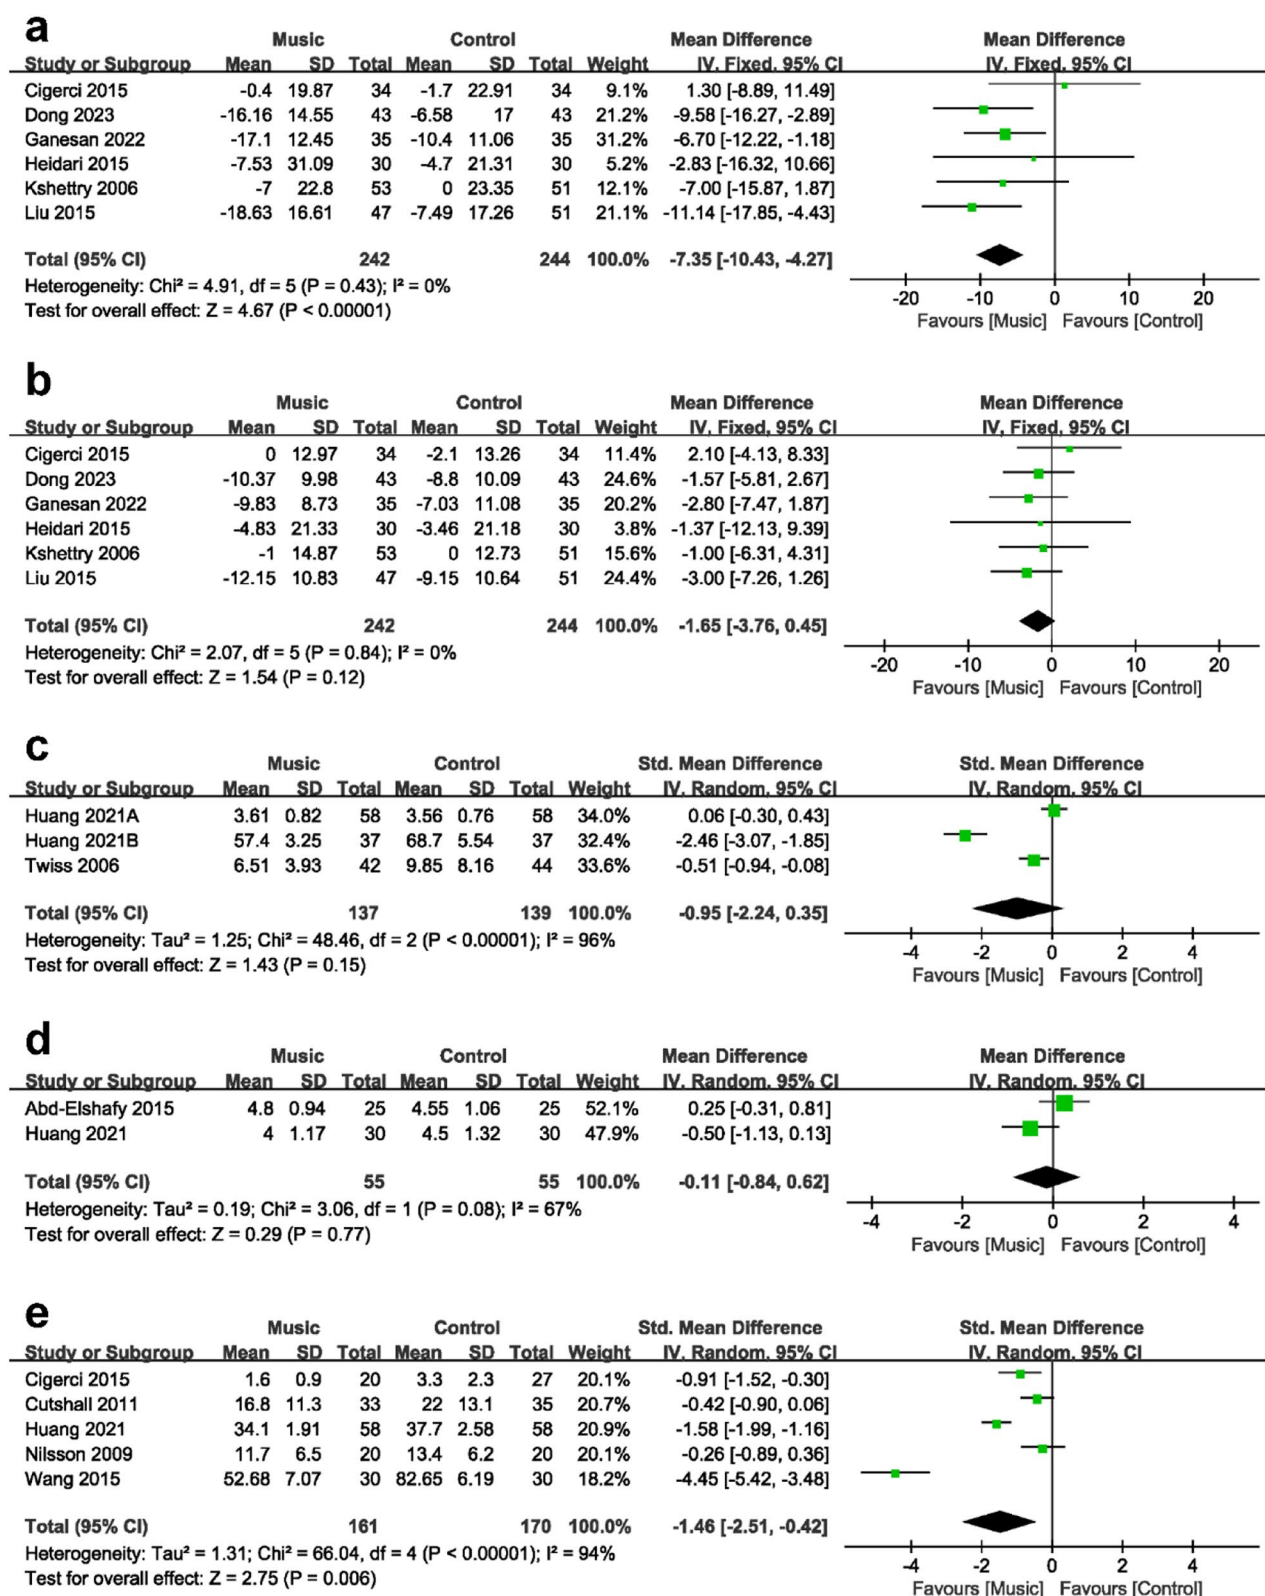 a
Music Control Mean Difference Mean Difference
Study or Subgroup Mean SD Total Mean SD Total Weight IV, Fixed, 95% CI IV, Fixed, 95% CI
Cigerci 2015 -0.4 19.87 34 -1.7 22.91 34 9.1% 1.30 [-8.89, 11.49]
Dong 2023 -16.16 14.55 43 -6.58 17 43 21.2% -9.58 [-16.27, -2.89]
Ganesan 2022 -17.1 12.45 35 -10.4 11.06 35 31.2% -6.70 [-12.22, -1.18]
Heidari 2015 -7.53 31.09 30 -4.7 21.31 30 5.2% -2.83 [-16.32, 10.66]
Kshettry 2006 -7 22.8 53 0 23.35 51 12.1% -7.00 [-15.87, 1.87]
Liu 2015 -18.63 16.61 47 -7.49 17.26 51 21.1% -11.14 [-17.85, -4.43]
Total (95% CI) 242 244 100.0% -7.35 [-10.43, -4.27]
Heterogeneity: Chi² = 4.91, df = 5 (P = 0.43); I² = 0%
Test for overall effect: Z = 4.67 (P < 0.00001)
-20 -10 0 10 20
Favours [Music] Favours [Control]
b
Music Control Mean Difference Mean Difference
Study or Subgroup Mean SD Total Mean SD Total Weight IV, Fixed, 95% CI IV, Fixed, 95% CI
Cigerci 2015 0 12.97 34 -2.1 13.26 34 11.4% 2.10 [-4.13, 8.33]
Dong 2023 -10.37 9.98 43 -8.8 10.09 43 24.6% -1.57 [-5.81, 2.67]
Ganesan 2022 -9.83 8.73 35 -7.03 11.08 35 20.2% -2.80 [-7.47, 1.87]
Heidari 2015 -4.83 21.33 30 -3.46 21.18 30 3.8% -1.37 [-12.13, 9.39]
Kshettry 2006 -1 14.87 53 0 12.73 51 15.6% -1.00 [-6.31, 4.31]
Liu 2015 -12.15 10.83 47 -9.15 10.64 51 24.4% -3.00 [-7.26, 1.26]
Total (95% CI) 242 244 100.0% -1.65 [-3.76, 0.45]
Heterogeneity: Chi² = 2.07, df = 5 (P = 0.84); I² = 0%
Test for overall effect: Z = 1.54 (P = 0.12)
-20 -10 0 10 20
Favours [Music] Favours [Control]
c
Music Control Std. Mean Difference Std. Mean Difference
Study or Subgroup Mean SD Total Mean SD Total Weight IV, Random, 95% CI IV, Random, 95% CI
Huang 2021A 3.61 0.82 58 3.56 0.76 58 34.0% 0.06 [-0.30, 0.43]
Huang 2021B 57.4 3.25 37 68.7 5.54 37 32.4% -2.46 [-3.07, -1.85]
Twiss 2006 6.51 3.93 42 9.85 8.16 44 33.6% -0.51 [-0.94, -0.08]
Total (95% CI) 137 139 100.0% -0.95 [-2.24, 0.35]
Heterogeneity: Tau² = 1.25; Chi² = 48.46, df = 2 (P < 0.00001); I² = 96%
Test for overall effect: Z = 1.43 (P = 0.15)
-4 -2 0 2 4
Favours [Music] Favours [Control]
d
Music Control Mean Difference Mean Difference
Study or Subgroup Mean SD Total Mean SD Total Weight IV, Random, 95% CI IV, Random, 95% CI
Abd-Elshafy 2015 4.8 0.94 25 4.55 1.06 25 52.1% 0.25 [-0.31, 0.81]
Huang 2021 4 1.17 30 4.5 1.32 30 47.9% -0.50 [-1.13, 0.13]
Total (95% CI) 55 55 100.0% -0.11 [-0.84, 0.62]
Heterogeneity: Tau² = 0.19; Chi² = 3.06, df = 1 (P = 0.08); I² = 67%
Test for overall effect: Z = 0.29 (P = 0.77)
-4 -2 0 2 4
Favours [Music] Favours [Control]
e
Music Control Std. Mean Difference Std. Mean Difference
Study or Subgroup Mean SD Total Mean SD Total Weight IV, Random, 95% CI IV, Random, 95% CI
Cigerci 2015 1.6 0.9 20 3.3 2.3 27 20.1% -0.91 [-1.52, -0.30]
Cutshall 2011 16.8 11.3 33 22 13.1 35 20.7% -0.42 [-0.90, 0.06]
Huang 2021 34.1 1.91 58 37.7 2.58 58 20.9% -1.58 [-1.99, -1.16]
Nilsson 2009 11.7 6.5 20 13.4 6.2 20 20.1% -0.26 [-0.89, 0.36]
Wang 2015 52.68 7.07 30 82.65 6.19 30 18.2% -4.45 [-5.42, -3.48]
Total (95% CI) 161 170 100.0% -1.46 [-2.51, -0.42]
Heterogeneity: Tau² = 1.31; Chi² = 66.04, df = 4 (P < 0.00001); I² = 94%
Test for overall effect: Z = 2.75 (P = 0.006)
-4 -2 0 2 4
Favours [Music] Favours [Control]